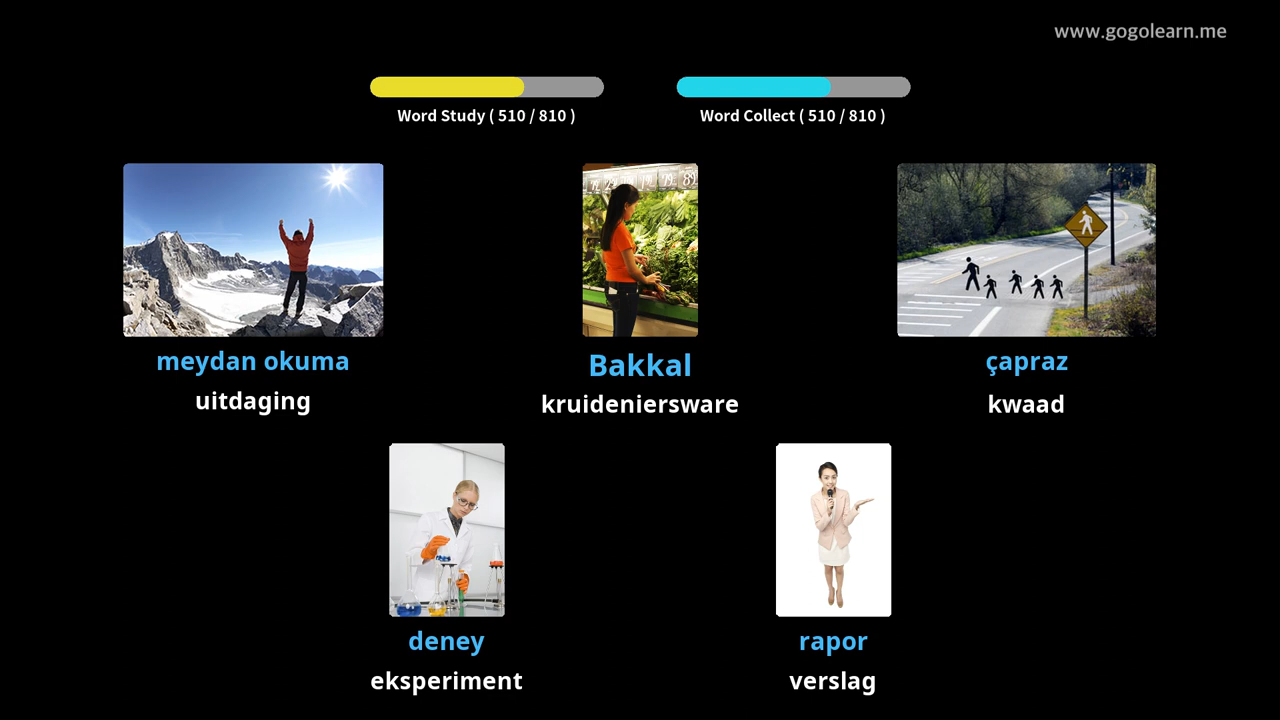 www.gogolearn.me
Word Study ( 510 / 810 )
Word Collect ( 510 / 810 )
meydan okuma
uitdaging
Bakkal
kruideniersware
çapraz
kwaad
deney
eksperiment
rapor
verslag